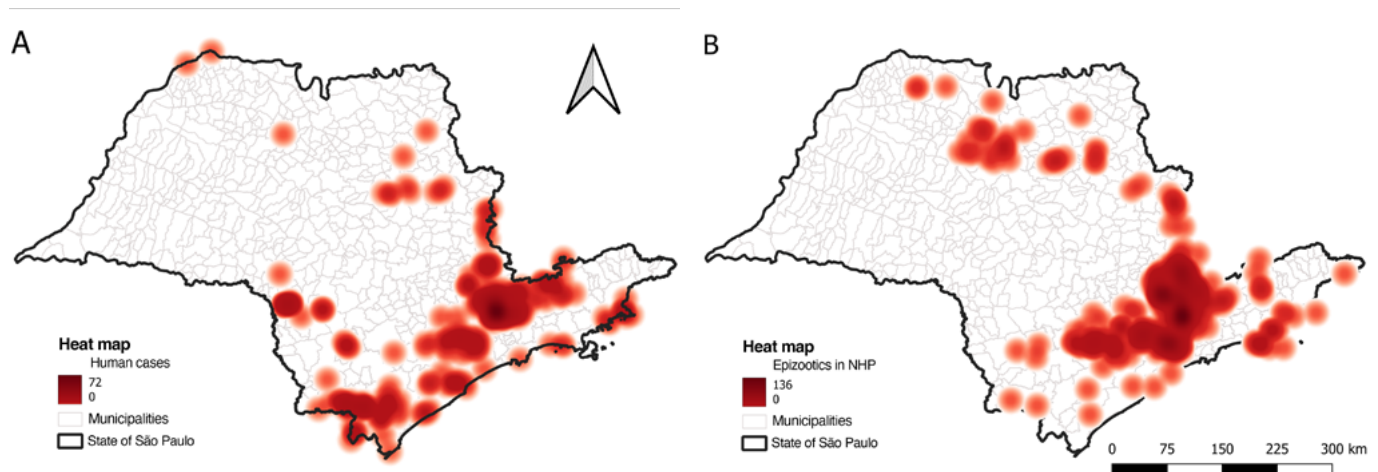 A
B
Heat map
Human cases
72
0
Municipalities
State of São Paulo
Heat map
Epizootics in NHP
136
0
Municipalities
State of São Paulo
0 75 150 225 300 km